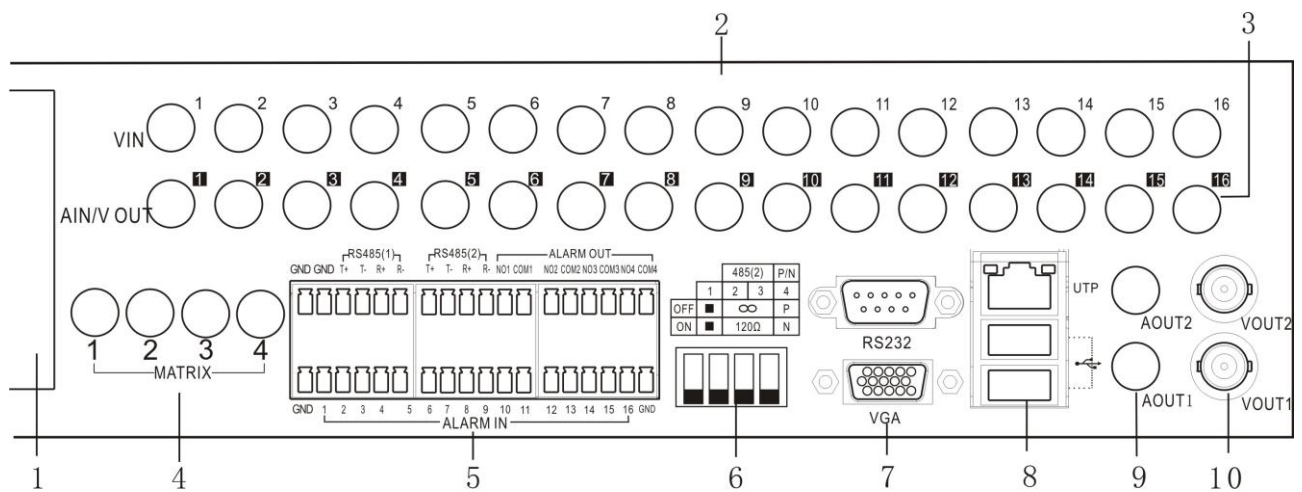 2 3
1 2 3 4 5 6 7 8 9 10 11 12 13 14 15 16
VIN
1 2 3 4 5 6 7 8 9 10 11 12 13 14 15 16
AIN/V OUT
RS485(1) RS485(2) ALARM OUT
GND GND T+ T- R+ R- T+ T- R+ R- NO1 COM1 NO2 COM2 NO3 COM3 NO4 COM4
485(2) P/N
1 2 3 4
OFF ■ ∞ P
ON ■ 120Ω N
UTP
AOUT2 VOUT2
RS232
1 2 3 4
MATRIX
AOUT1 VOUT1
VGA
GND 1 2 3 4 5 6 7 8 9 10 11 12 13 14 15 16 GND
ALARM IN
1 4 5 6 7 8 9 10